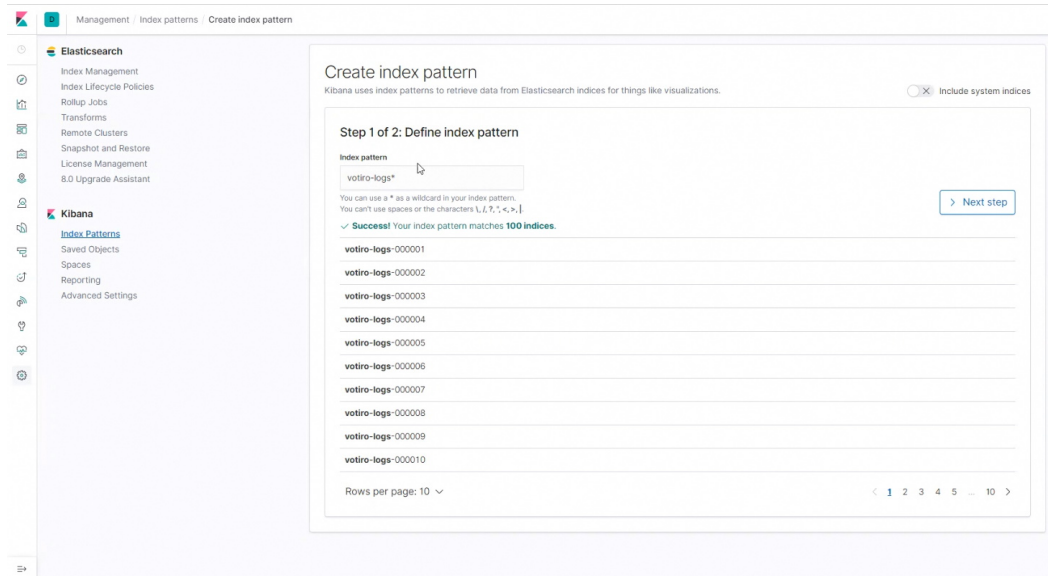 D Management / Index patterns / Create index pattern
Elasticsearch
Index Management
Index Lifecycle Policies
Rollup Jobs
Transforms
Remote Clusters
Snapshot and Restore
License Management
8.0 Upgrade Assistant
Kibana
Index Patterns
Saved Objects
Spaces
Reporting
Advanced Settings
Create index pattern
Kibana uses index patterns to retrieve data from Elasticsearch indices for things like visualizations.
Include system indices
Step 1 of 2: Define index pattern
Index pattern
votiro-logs*
You can use a * as a wildcard in your index pattern.
You can't use spaces or the characters \, /, ?, ", <, >, |.
Next step
✓ Success! Your index pattern matches 100 indices.
votiro-logs-000001
votiro-logs-000002
votiro-logs-000003
votiro-logs-000004
votiro-logs-000005
votiro-logs-000006
votiro-logs-000007
votiro-logs-000008
votiro-logs-000009
votiro-logs-000010
Rows per page: 10
< 1 2 3 4 5 ... 10 >